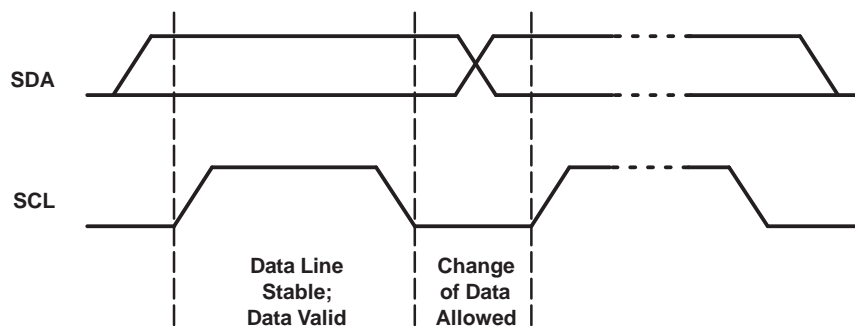 SDA
SCL
Data Line
Stable;
Data Valid
Change
of Data
Allowed